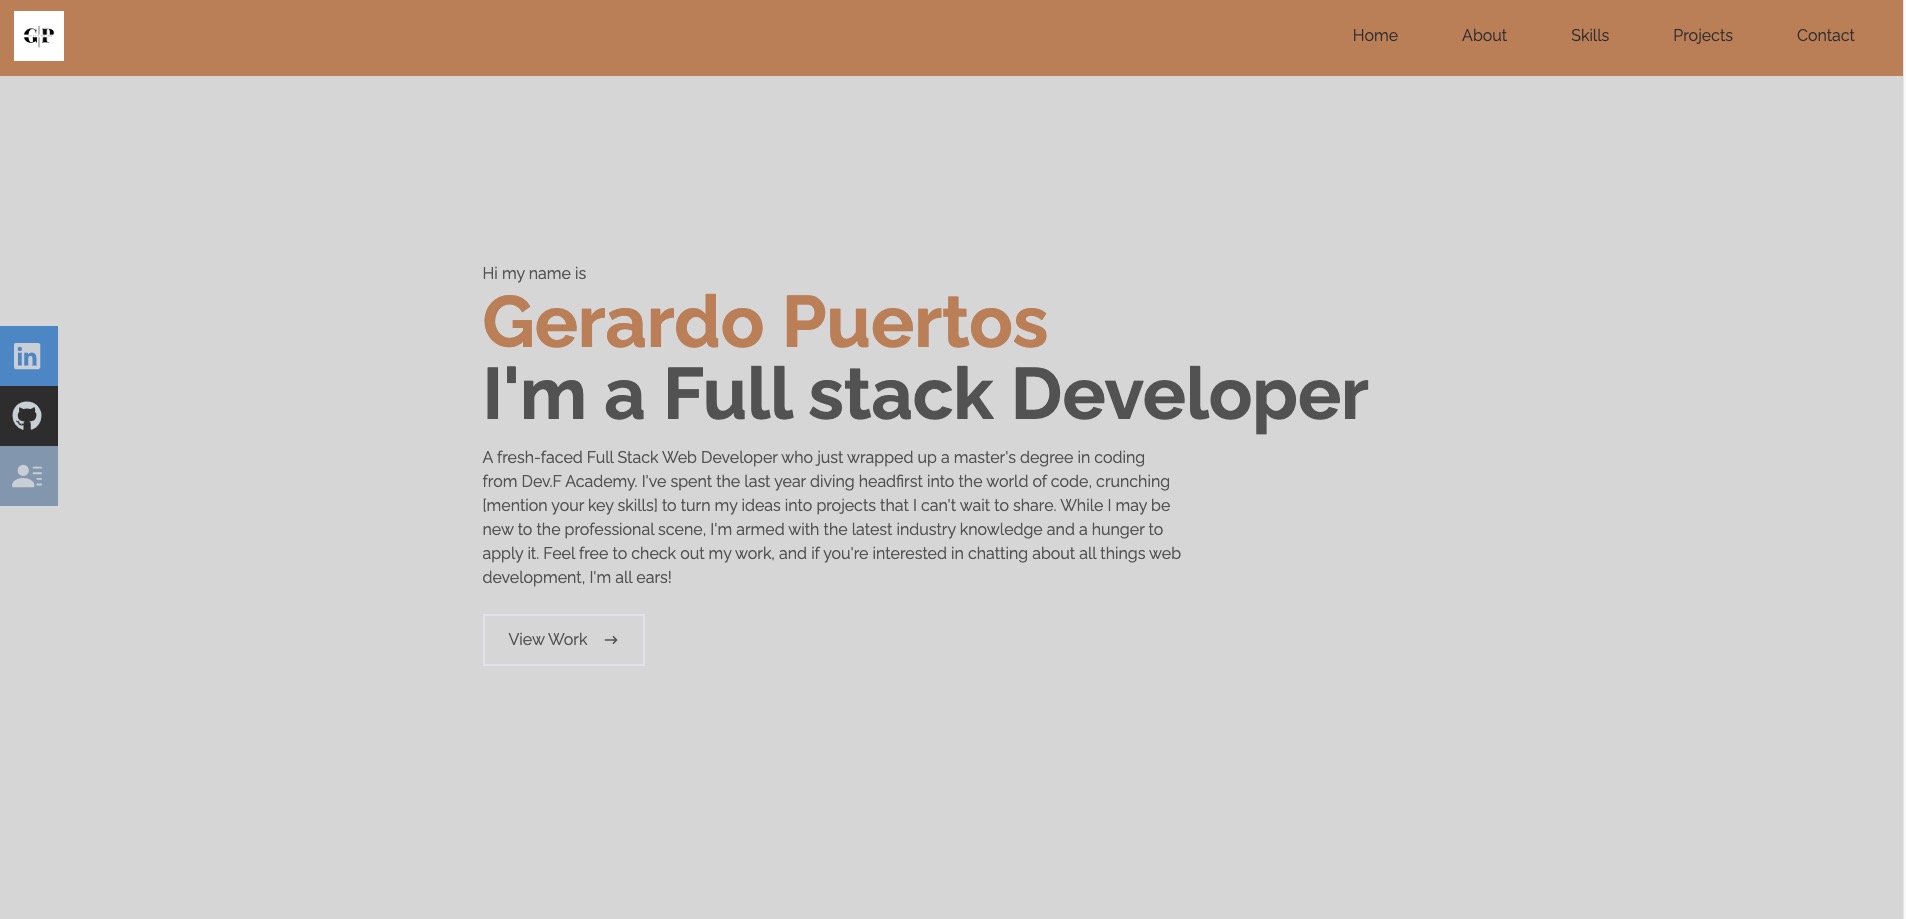 G|P
Home
About
Skills
Projects
Contact
Hi my name is
Gerardo Puertos
I'm a Full stack Developer
A fresh-faced Full Stack Web Developer who just wrapped up a master's degree in coding
from Dev.F Academy. I've spent the last year diving headfirst into the world of code, crunching
[mention your key skills] to turn my ideas into projects that I can't wait to share. While I may be
new to the professional scene, I'm armed with the latest industry knowledge and a hunger to
apply it. Feel free to check out my work, and if you're interested in chatting about all things web
development, I'm all ears!
View Work →
in